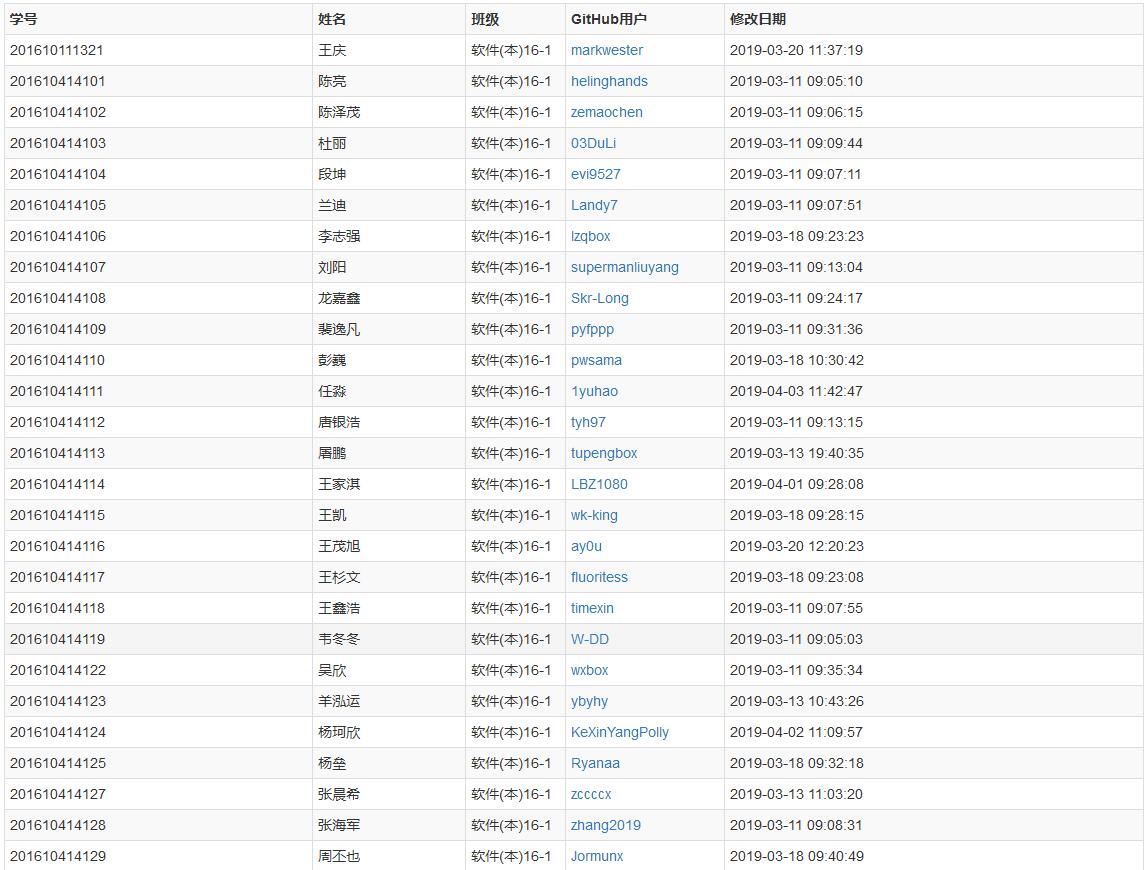 学号 姓名 班级 GitHub用户 修改日期
201610111321 王庆 软件(本)16-1 markwester 2019-03-20 11:37:19
201610414101 陈亮 软件(本)16-1 helinghands 2019-03-11 09:05:10
201610414102 陈泽茂 软件(本)16-1 zemaochen 2019-03-11 09:06:15
201610414103 杜丽 软件(本)16-1 03DuLi 2019-03-11 09:09:44
201610414104 段坤 软件(本)16-1 evi9527 2019-03-11 09:07:11
201610414105 兰迪 软件(本)16-1 Landy7 2019-03-11 09:07:51
201610414106 李志强 软件(本)16-1 lzqbox 2019-03-18 09:23:23
201610414107 刘阳 软件(本)16-1 supermanliuyang 2019-03-11 09:13:04
201610414108 龙嘉鑫 软件(本)16-1 Skr-Long 2019-03-11 09:24:17
201610414109 裴逸凡 软件(本)16-1 pyfppp 2019-03-11 09:31:36
201610414110 彭巍 软件(本)16-1 pwsama 2019-03-18 10:30:42
201610414111 任淼 软件(本)16-1 1yuhao 2019-04-03 11:42:47
201610414112 唐银浩 软件(本)16-1 tyh97 2019-03-11 09:13:15
201610414113 屠鹏 软件(本)16-1 tupengbox 2019-03-13 19:40:35
201610414114 王家淇 软件(本)16-1 LBZ1080 2019-04-01 09:28:08
201610414115 王凯 软件(本)16-1 wk-king 2019-03-18 09:28:15
201610414116 王茂旭 软件(本)16-1 ay0u 2019-03-20 12:20:23
201610414117 王杉文 软件(本)16-1 fluoritess 2019-03-18 09:23:08
201610414118 王鑫浩 软件(本)16-1 timexin 2019-03-11 09:07:55
201610414119 韦冬冬 软件(本)16-1 W-DD 2019-03-11 09:05:03
201610414122 吴欣 软件(本)16-1 wxbox 2019-03-11 09:35:34
201610414123 羊泓运 软件(本)16-1 ybyhy 2019-03-13 10:43:26
201610414124 杨珂欣 软件(本)16-1 KeXinYangPolly 2019-04-02 11:09:57
201610414125 杨垒 软件(本)16-1 Ryanaa 2019-03-18 09:32:18
201610414127 张晨希 软件(本)16-1 zccccx 2019-03-13 11:03:20
201610414128 张海军 软件(本)16-1 zhang2019 2019-03-11 09:08:31
201610414129 周丕也 软件(本)16-1 Jormunx 2019-03-18 09:40:49